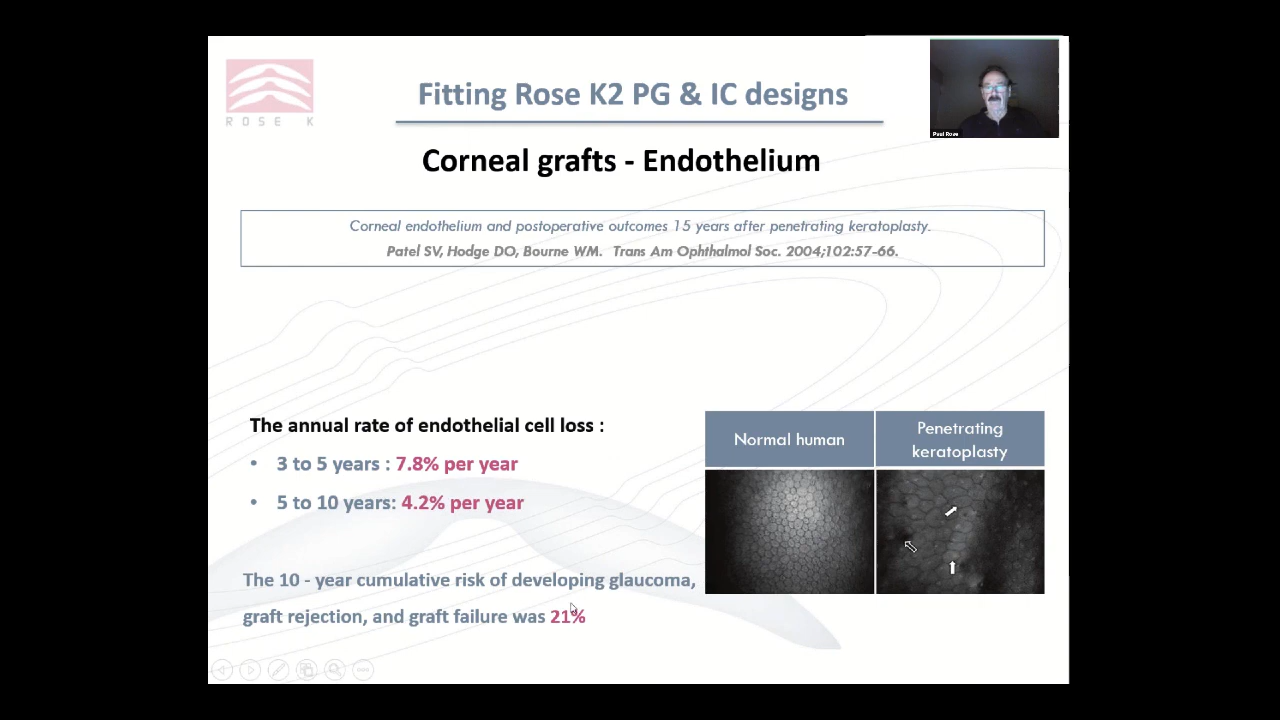 ROSE K
Fitting Rose K2 PG & IC designs
Paul Rose
Corneal grafts - Endothelium
Corneal endothelium and postoperative outcomes 15 years after penetrating keratoplasty.
Patel SV, Hodge DO, Bourne WM. Trans Am Ophthalmol Soc. 2004;102:57-66.
The annual rate of endothelial cell loss :
• 3 to 5 years : 7.8% per year
• 5 to 10 years: 4.2% per year
The 10 - year cumulative risk of developing glaucoma,
graft rejection, and graft failure was 21%
Normal human
Penetrating
keratoplasty